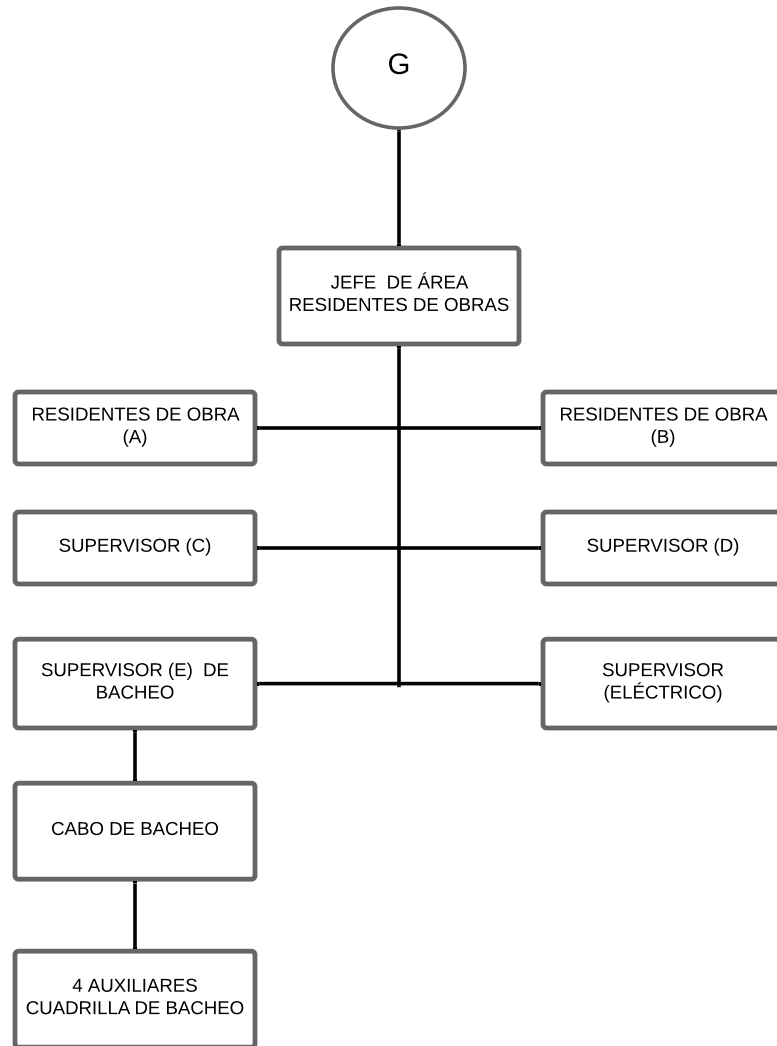 G
JEFE DE ÁREA
RESIDENTES DE OBRAS
RESIDENTES DE OBRA
(A)
RESIDENTES DE OBRA
(B)
SUPERVISOR (C)
SUPERVISOR (D)
SUPERVISOR (E) DE
BACHEO
SUPERVISOR
(ELÉCTRICO)
CABO DE BACHEO
4 AUXILIARES
CUADRILLA DE BACHEO